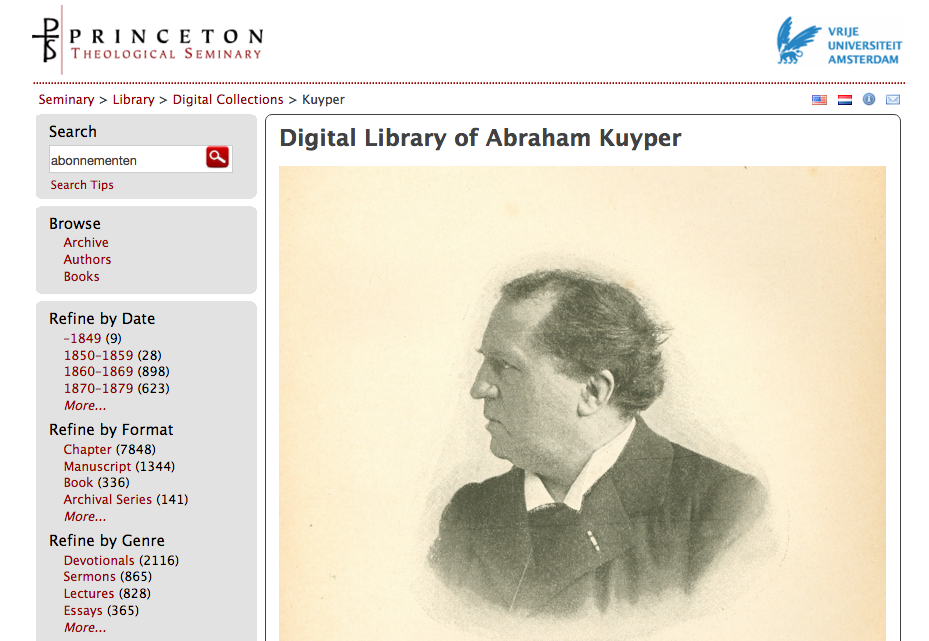 PRINCETON
THEOLOGICAL SEMINARY
VRIJE
UNIVERSITEIT
AMSTERDAM
Seminary > Library > Digital Collections > Kuyper
Search
abonnementen
Search Tips
Browse
Archive
Authors
Books
Refine by Date
-1849 (9)
1850-1859 (28)
1860-1869 (898)
1870-1879 (623)
More...
Refine by Format
Chapter (7848)
Manuscript (1344)
Book (336)
Archival Series (141)
More...
Refine by Genre
Devotionals (2116)
Sermons (865)
Lectures (828)
Essays (365)
More...
Digital Library of Abraham Kuyper